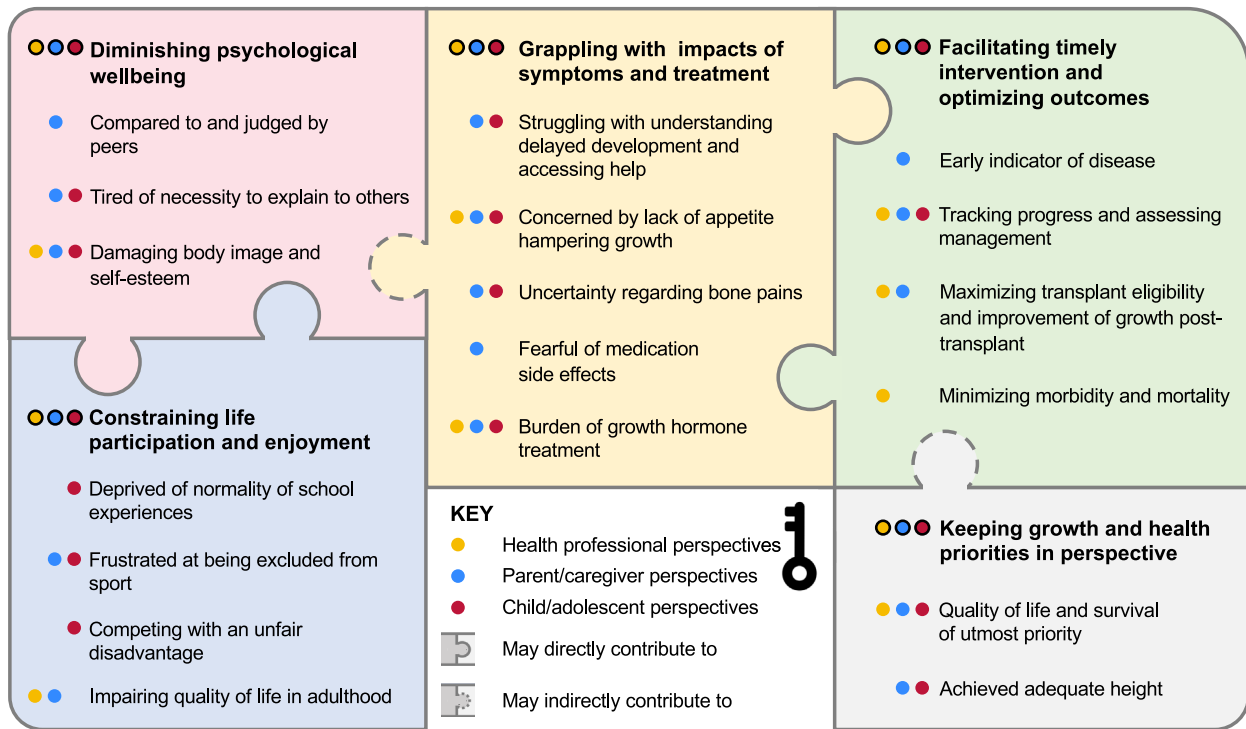 Diminishing psychological
wellbeing
Compared to and judged by
peers
Tired of necessity to explain to others
Damaging body image and
self-esteem
Constraining life
participation and enjoyment
Deprived of normality of school
experiences
Frustrated at being excluded from
sport
Competing with an unfair
disadvantage
Impairing quality of life in adulthood
Grappling with impacts of
symptoms and treatment
Struggling with understanding
delayed development and
accessing help
Concerned by lack of appetite
hampering growth
Uncertainty regarding bone pains
Fearful of medication
side effects
Burden of growth hormone
treatment
KEY
Health professional perspectives
Parent/caregiver perspectives
Child/adolescent perspectives
May directly contribute to
May indirectly contribute to
Facilitating timely
intervention and
optimizing outcomes
Early indicator of disease
Tracking progress and assessing
management
Maximizing transplant eligibility
and improvement of growth post-
transplant
Minimizing morbidity and mortality
Keeping growth and health
priorities in perspective
Quality of life and survival
of utmost priority
Achieved adequate height